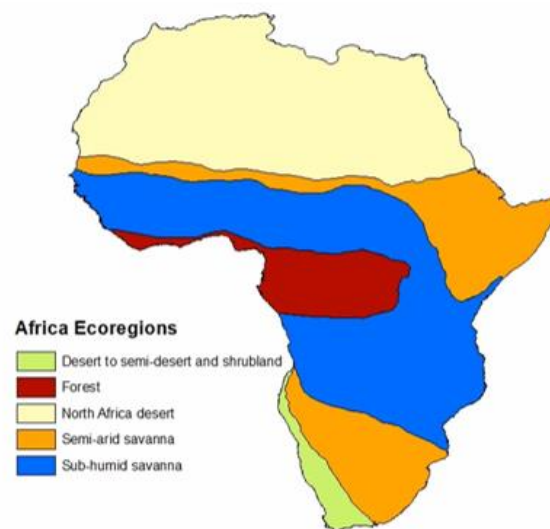 Africa Ecoregions
Desert to semi-desert and shrubland
Forest
North Africa desert
Semi-arid savanna
Sub-humid savanna